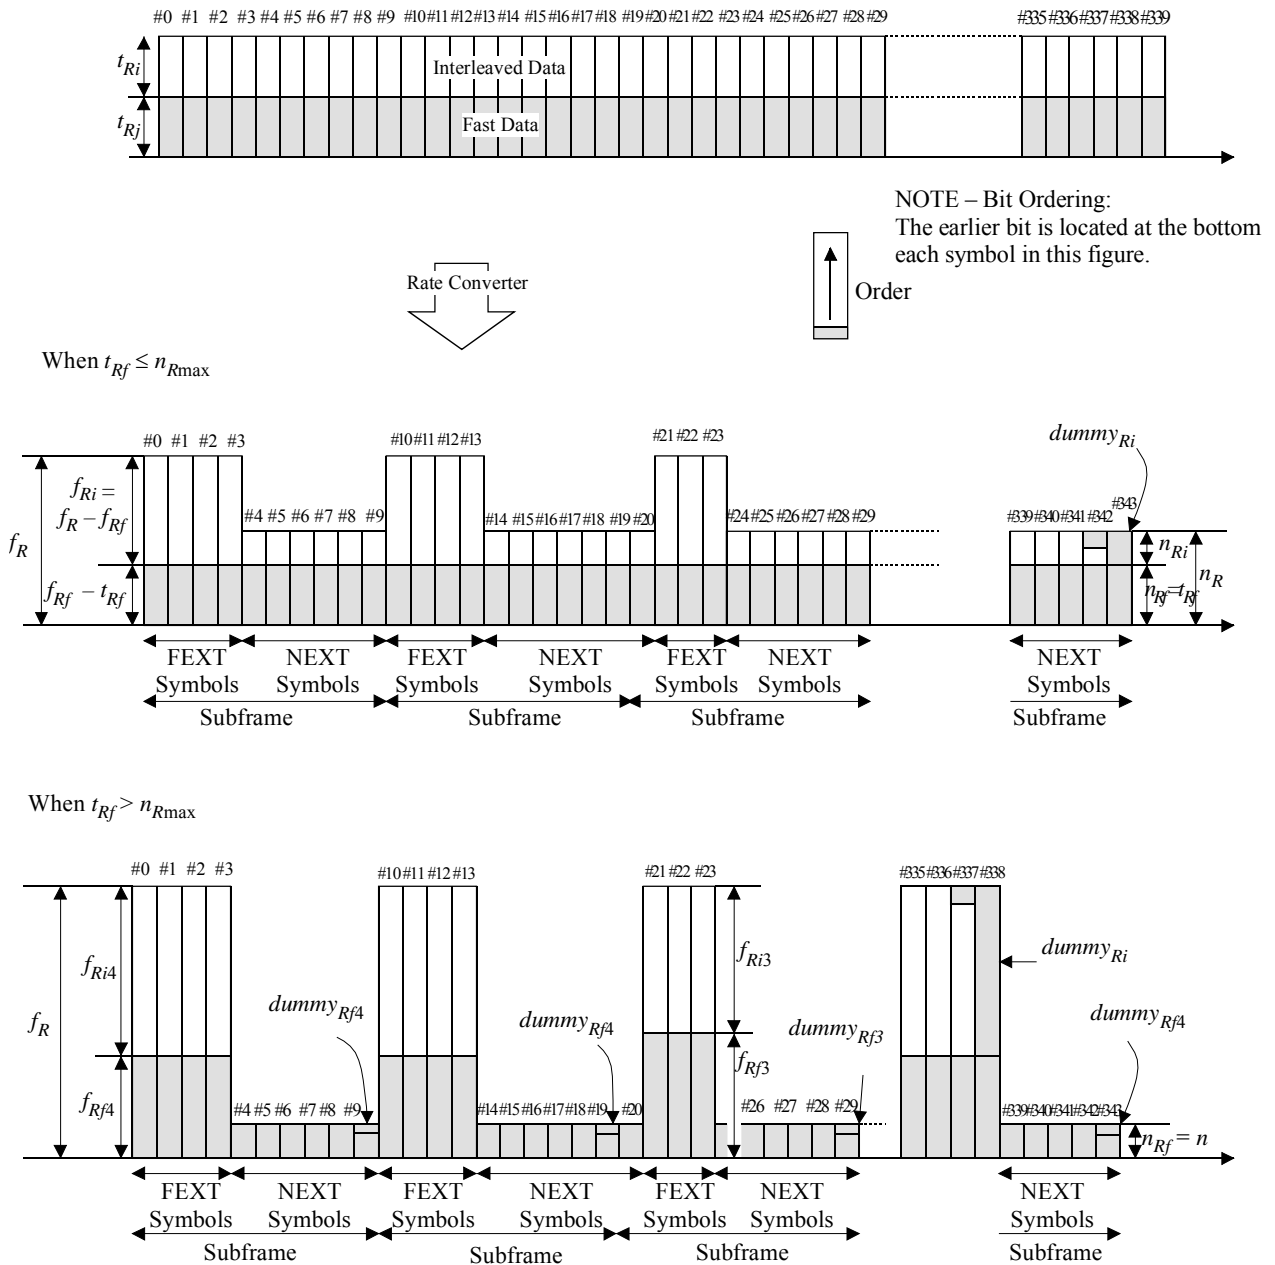 #0 #1 #2 #3 #4 #5 #6 #7 #8 #9 #10 #11 #12 #13 #14 #15 #16 #17 #18 #19 #20 #21 #22 #23 #24 #25 #26 #27 #28 #29 #335 #336 #337 #338 #339
t_Ri
Interleaved Data
t_Rj
Fast Data
NOTE – Bit Ordering:
The earlier bit is located at the bottom
each symbol in this figure.
Rate Converter
Order
When t_Rf ≤ n_Rmax
#0 #1 #2 #3 #10 #11 #12 #13 #21 #22 #23
dummy_Ri
f_Ri =
f_R – f_Rf
#4 #5 #6 #7 #8 #9 #14 #15 #16 #17 #18 #19 #20 #24 #25 #26 #27 #28 #29 #339 #340 #341 #342 #343
f_R
n_Ri
n_R
f_Rf – t_Rf
n_Rf = t_Rf
FEXT NEXT FEXT NEXT FEXT NEXT NEXT
Symbols Symbols Symbols Symbols Symbols Symbols Symbols
Subframe Subframe Subframe Subframe
When t_Rf > n_Rmax
#0 #1 #2 #3 #10 #11 #12 #13 #21 #22 #23 #335 #336 #337 #338
f_Ri4
f_Ri3
dummy_Ri
f_R
dummy_Rf4
dummy_Rf4
dummy_Rf3
dummy_Rf4
f_Rf4
f_Rf3
#4 #5 #6 #7 #8 #9 #14 #15 #16 #17 #18 #19 #20 #26 #27 #28 #29 #339 #340 #341 #342 #343
n_Rf = n
FEXT NEXT FEXT NEXT FEXT NEXT NEXT
Symbols Symbols Symbols Symbols Symbols Symbols Symbols
Subframe Subframe Subframe Subframe